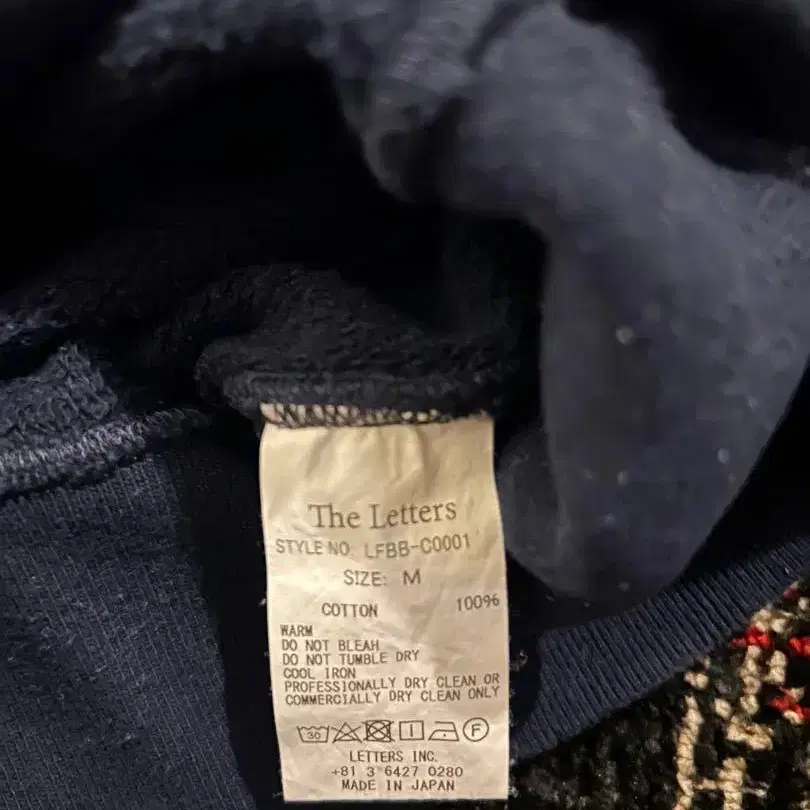 The Letters
STYLE NO. LFBB-C0001
SIZE: M
COTTON 100%
WARM
DO NOT BLEAH
DO NOT TUMBLE DRY
COOL IRON
PROFESSIONALLY DRY CLEAN OR
COMMERCIALLY DRY CLEAN ONLY
30 F
LETTERS INC.
+81 3 6427 0280
MADE IN JAPAN